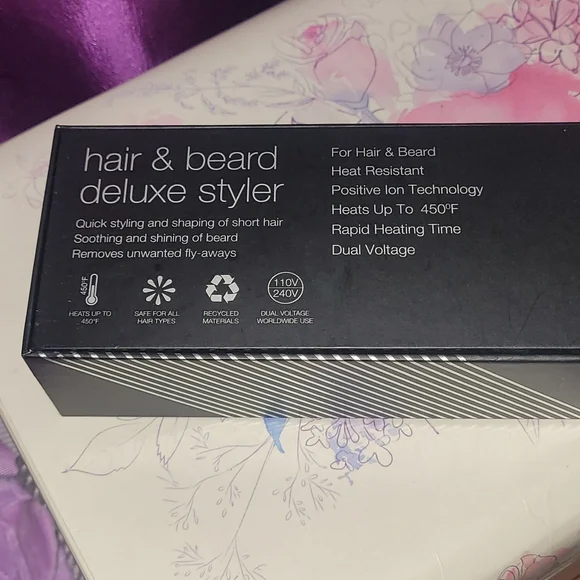 hair & beard
deluxe styler
Quick styling and shaping of short hair
Soothing and shining of beard
Removes unwanted fly-aways
450°F
HEATS UP TO
450°F
SAFE FOR ALL
HAIR TYPES
RECYCLED
MATERIALS
110V
240V
DUAL VOLTAGE
WORLDWIDE USE
For Hair & Beard
Heat Resistant
Positive Ion Technology
Heats Up To 450ºF
Rapid Heating Time
Dual Voltage